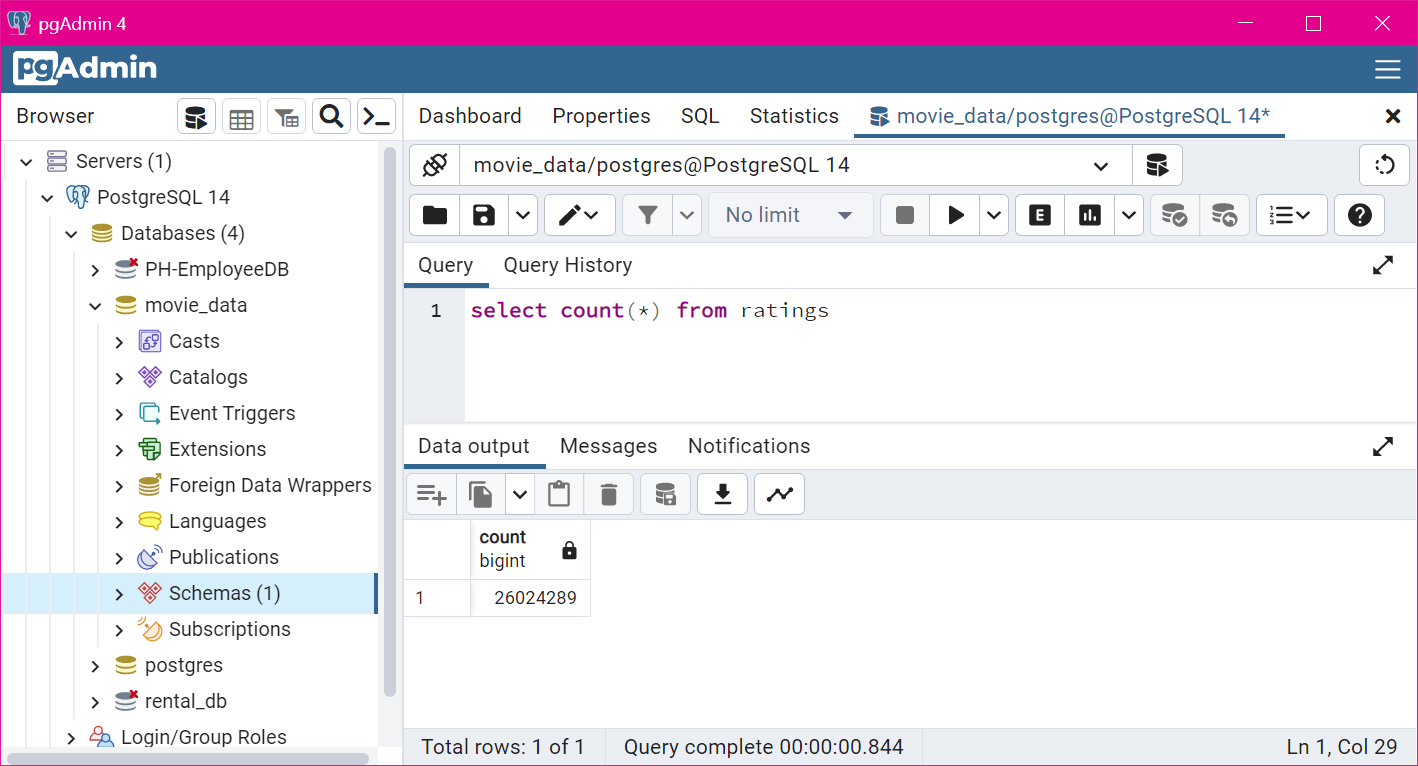 pgAdmin 4
pgAdmin
Browser
Dashboard Properties SQL Statistics movie_data/postgres@PostgreSQL 14*
Servers (1)
PostgreSQL 14
Databases (4)
PH-EmployeeDB
movie_data
Casts
Catalogs
Event Triggers
Extensions
Foreign Data Wrappers
Languages
Publications
Schemas (1)
Subscriptions
postgres
rental_db
Login/Group Roles
movie_data/postgres@PostgreSQL 14
No limit
E
Query Query History
1 select count(*) from ratings
Data output Messages Notifications
count
bigint
1 26024289
Total rows: 1 of 1 Query complete 00:00:00.844 Ln 1, Col 29